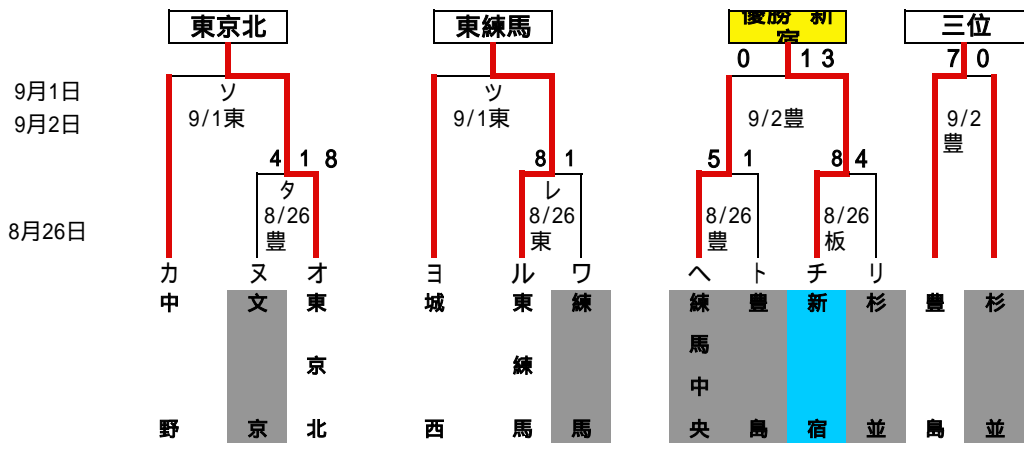 東京北
東練馬
優勝 新宿
三位
0 13
7 0
9月1日
9月2日
ソ
9/1東
ツ
9/1東
9/2豊
9/2
豊
4 18
8 1
5 1
8 4
タ
8/26
豊
レ
8/26
東
8/26
豊
8/26
板
8月26日
カ
ヌ
オ
ヨ
ル
ワ
ヘ
ト
チ
リ
中野
文京
東京北
城西
東練馬
練馬
練馬中央
豊島
新宿
杉並
豊島
杉並